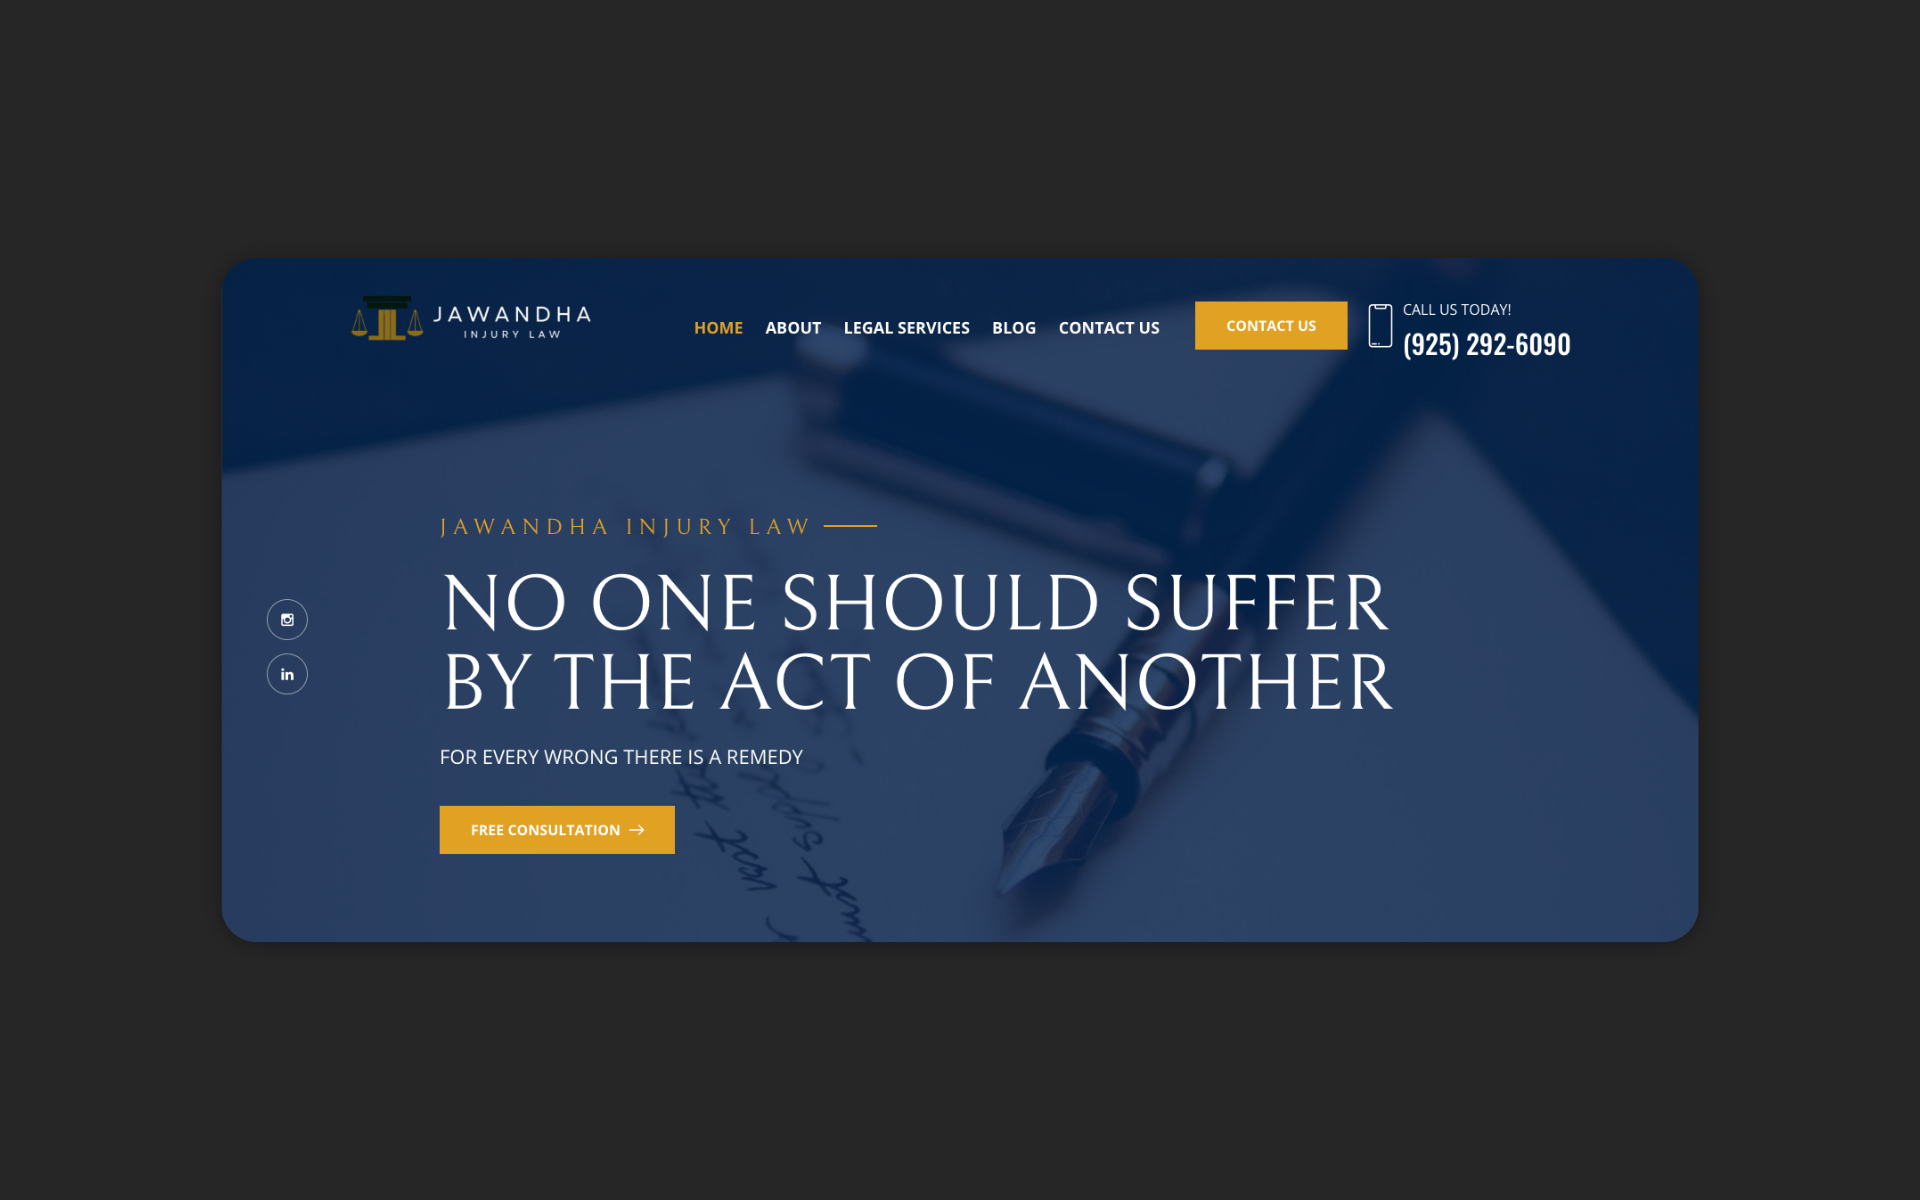 JAWANDHA
INJURY LAW
HOME ABOUT LEGAL SERVICES BLOG CONTACT US
CONTACT US
CALL US TODAY!
(925) 292-6090
JAWANDHA INJURY LAW
NO ONE SHOULD SUFFER
BY THE ACT OF ANOTHER
in
FOR EVERY WRONG THERE IS A REMEDY
FREE CONSULTATION →